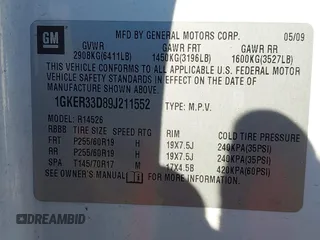 GM
MFD BY GENERAL MOTORS CORP. 05/09
GVWR GAWR FRT GAWR RR
2908KG(6411LB) 1450KG(3196LB) 1600KG(3527LB)
THIS VEHICLE CONFORMS TO ALL APPLICABLE U.S. FEDERAL MOTOR
VEHICLE SAFETY AND THEFT PREVENTION STANDARDS IN
EFFECT ON THE DATE OF MANUFACTURE SHOWN ABOVE.
1GKER33D89J211552 TYPE: M.P.V.
MODEL: R14526
RBBB TIRE SIZE SPEED RTG RIM COLD TIRE PRESSURE
FRT P255/60R19 H 19X7.5J 240KPA(35PSI)
RR P255/60R19 H 19X7.5J 240KPA(35PSI)
SPA T145/70R17 M 17X4.5B 420KPA(60PSI)
SEE OWNER'S MANUAL FOR MORE INFORMATION
AUTOBIDMASTER